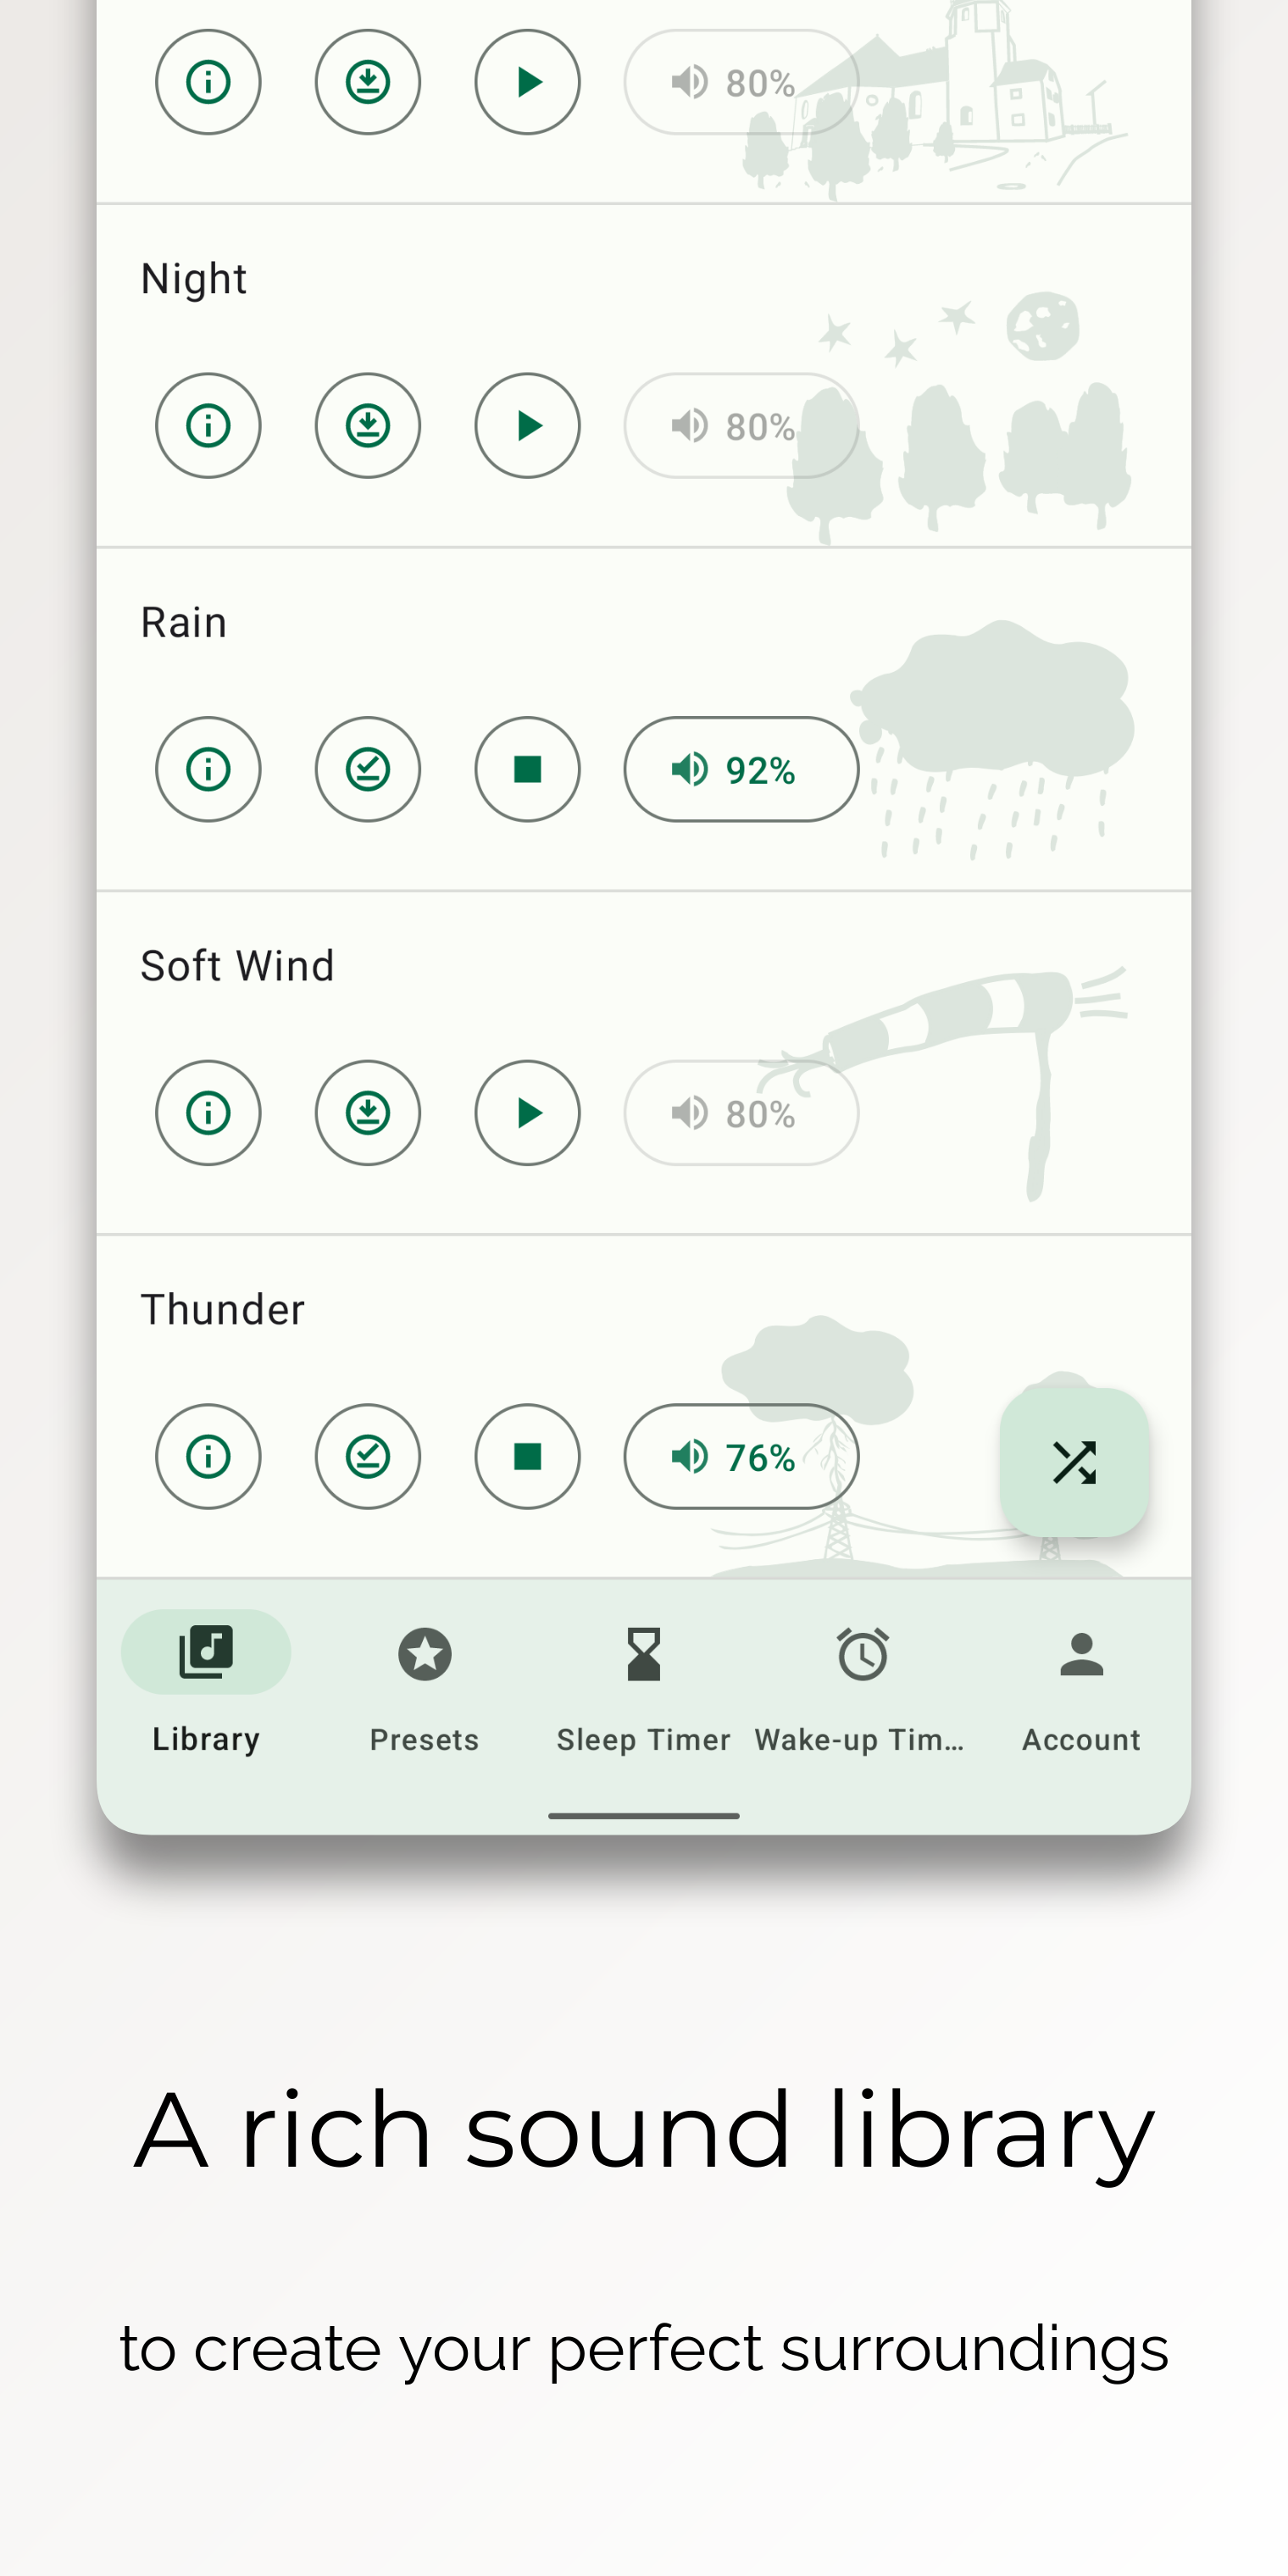 80%
Night
80%
Rain
92%
Soft Wind
80%
Thunder
76%
Library Presets Sleep Timer Wake-up Tim... Account
A rich sound library
to create your perfect surroundings